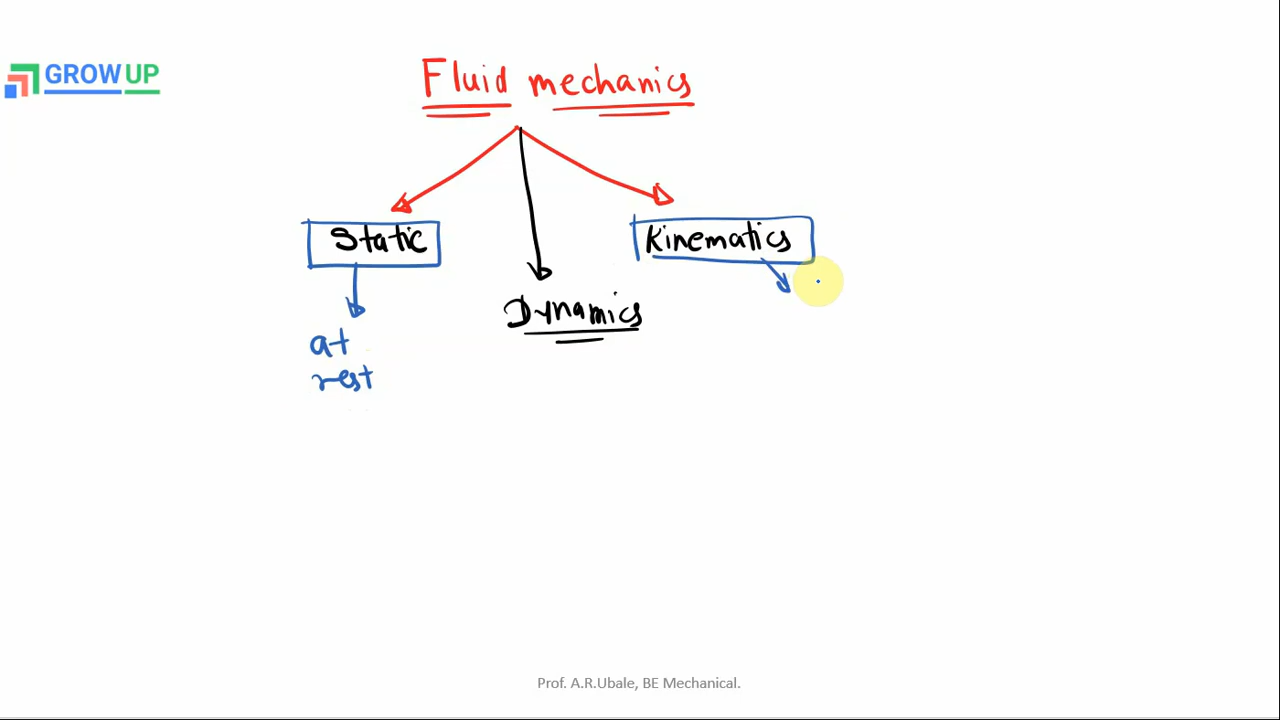 GROW UP
Fluid mechanics
Static
Kinematics
Dynamics
at
rest
Prof. A.R.Ubale, BE Mechanical.